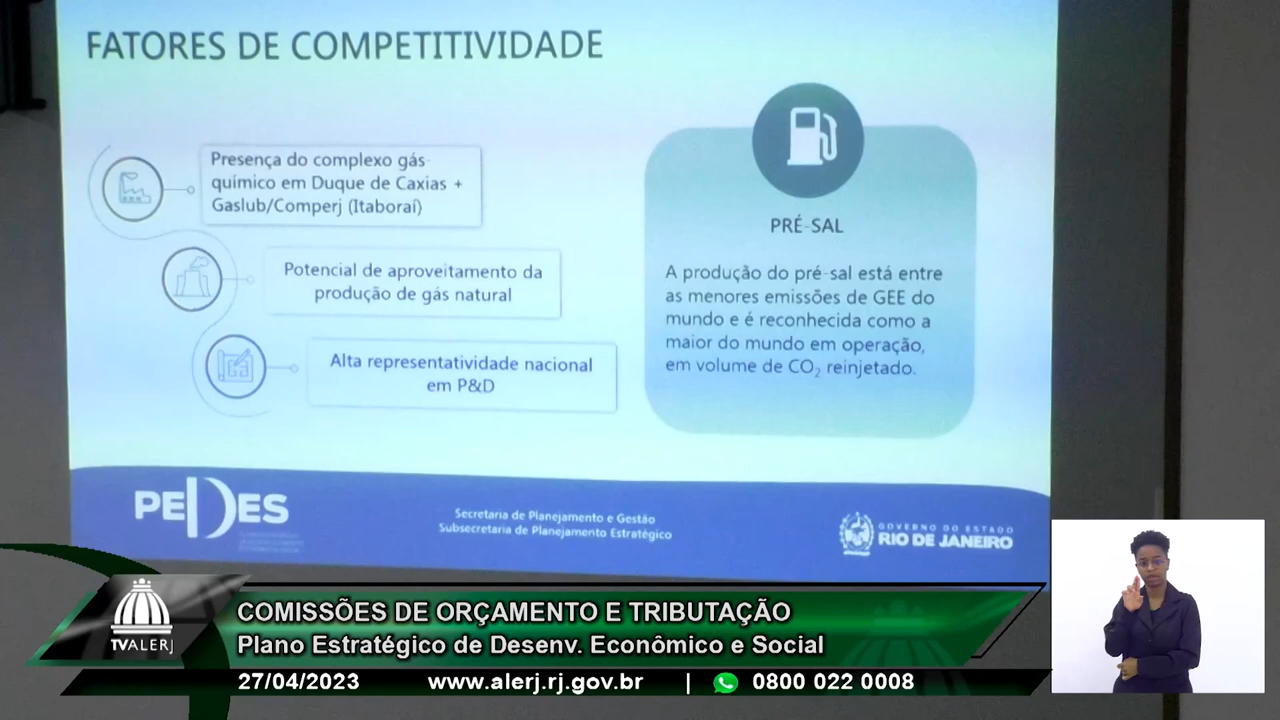 FATORES DE COMPETITIVIDADE
Presença do complexo gás-
químico em Duque de Caxias +
Gaslub/Comperj (Itaboraí)
Potencial de aproveitamento da
produção de gás natural
Alta representatividade nacional
em P&D
PRÉ-SAL
A produção do pré-sal está entre
as menores emissões de GEE do
mundo e é reconhecida como a
maior do mundo em operação,
em volume de CO₂ reinjetado.
PEDES
Secretaria de Planejamento e Gestão
Subsecretaria de Planejamento Estratégico
GOVERNO DO ESTADO
RIO DE JANEIRO
TVALERJ
COMISSÕES DE ORÇAMENTO E TRIBUTAÇÃO
Plano Estratégico de Desenv. Econômico e Social
27/04/2023 www.alerj.rj.gov.br | 0800 022 0008